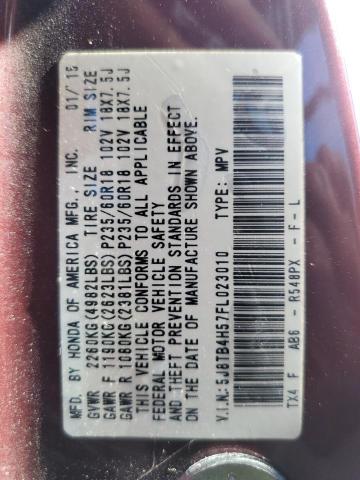 MFD. BY HONDA OF AMERICA MFG., INC. 01/15
GVWR 2260KG(4982LBS) TIRE SIZE RIM SIZE
GAWR F 1190KG(2623LBS) P235/60R18 102V 18X7.5J
GAWR R 1080KG(2381LBS) P235/60R18 102V 18X7.5J
THIS VEHICLE CONFORMS TO ALL APPLICABLE
FEDERAL MOTOR VEHICLE SAFETY
AND THEFT PREVENTION STANDARDS IN EFFECT
ON THE DATE OF MANUFACTURE SHOWN ABOVE.
V.I.N:5J8TB4H57FL023010 TYPE: MPV
TX4 F AB6 - R548PX - F - L